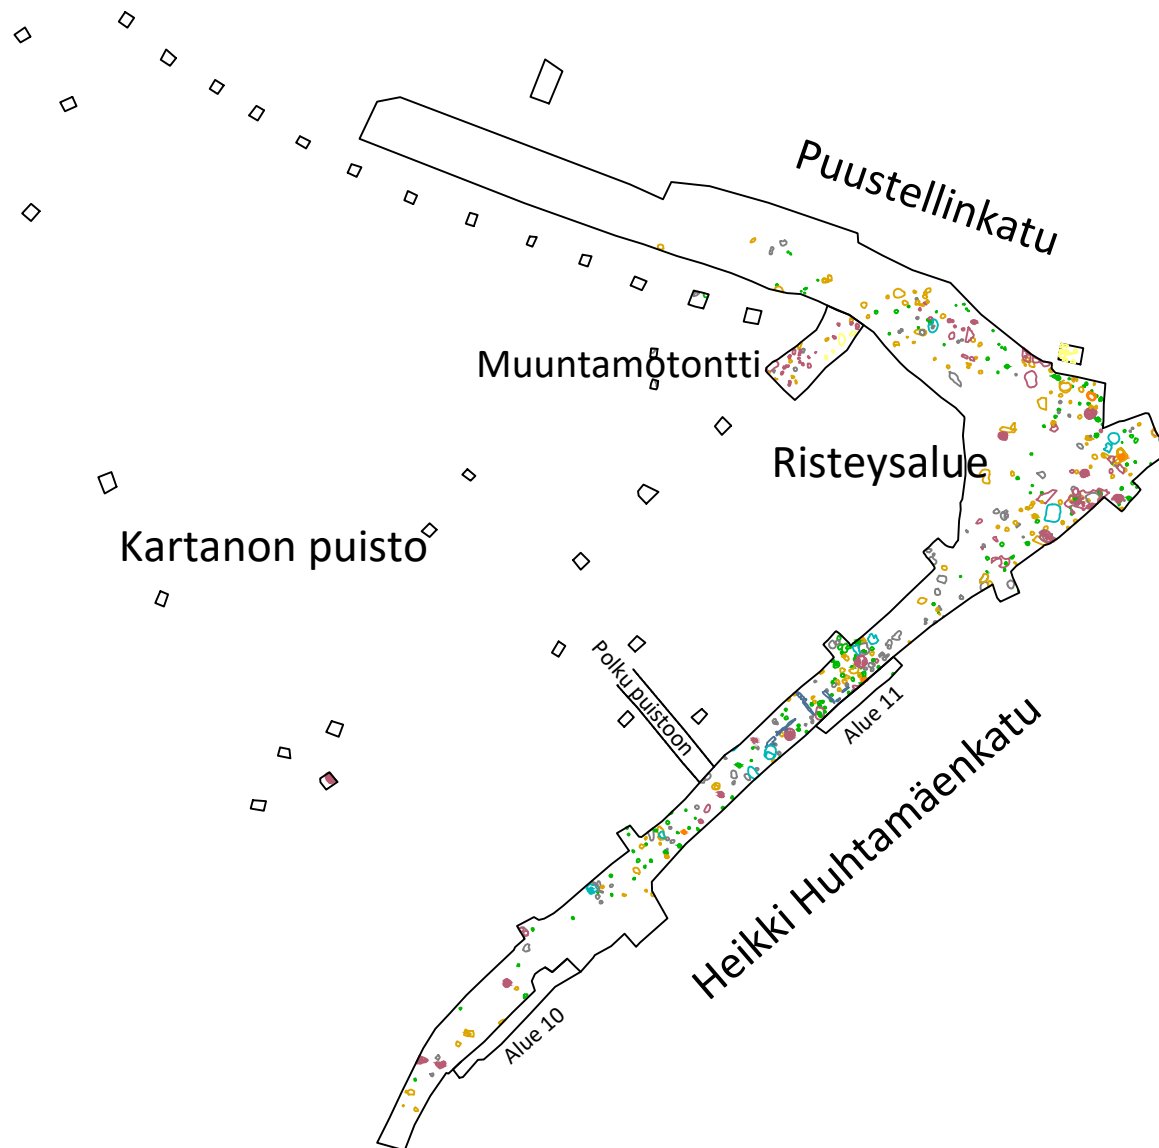 Puustellinkatu
Muuntamotontti
Risteysalue
Kartanon puisto
Polku puistoon
Alue 11
Heikki Huhtamäenkatu
Alue 10